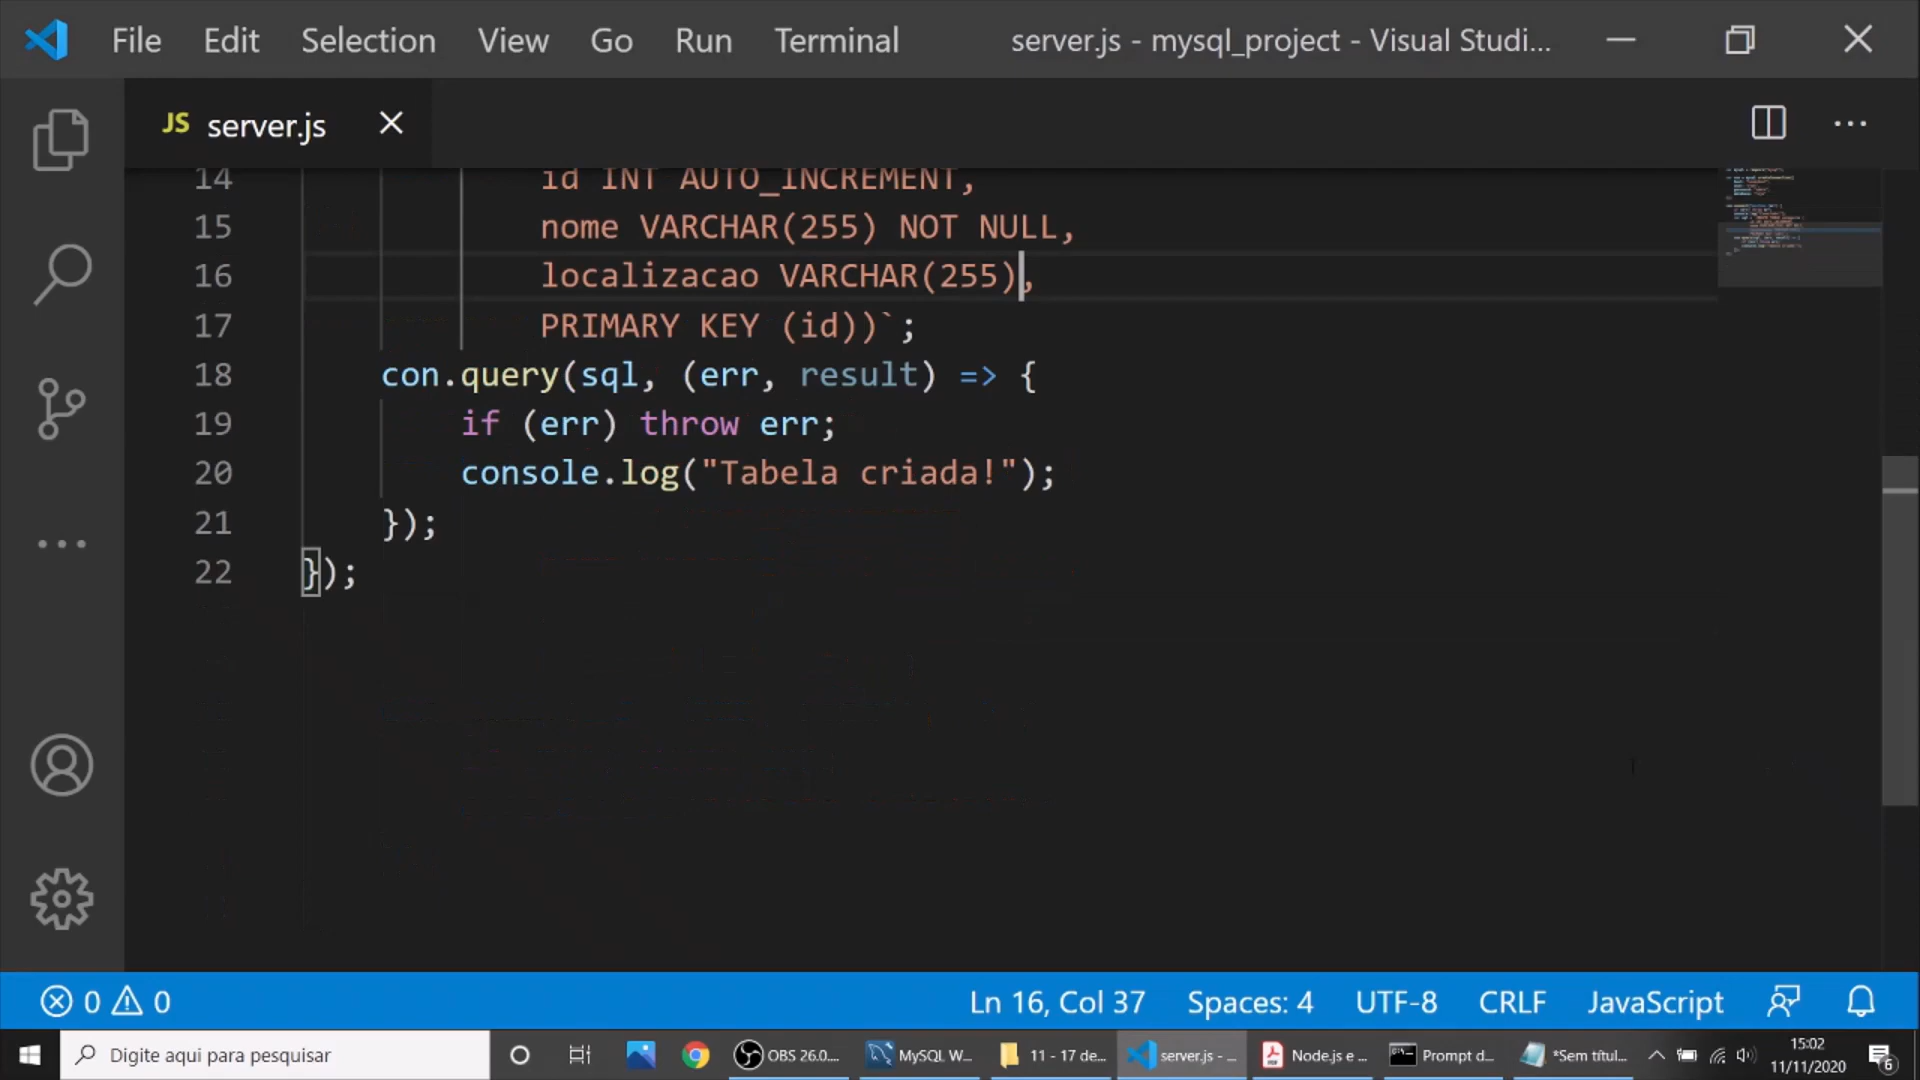 File Edit Selection View Go Run Terminal server.js - mysql_project - Visual Studi...
JS server.js
14 id INT AUTO_INCREMENT,
15 nome VARCHAR(255) NOT NULL,
16 localizacao VARCHAR(255),
17 PRIMARY KEY (id))`;
18 con.query(sql, (err, result) => {
19 if (err) throw err;
20 console.log("Tabela criada!");
21 });
22 });
0 0 Ln 16, Col 37 Spaces: 4 UTF-8 CRLF JavaScript
Digite aqui para pesquisar OBS 26.0.... MySQL W... 11 - 17 de... server.js - ... Node.js e ... Prompt d... *Sem títul... 15:02
11/11/2020 6